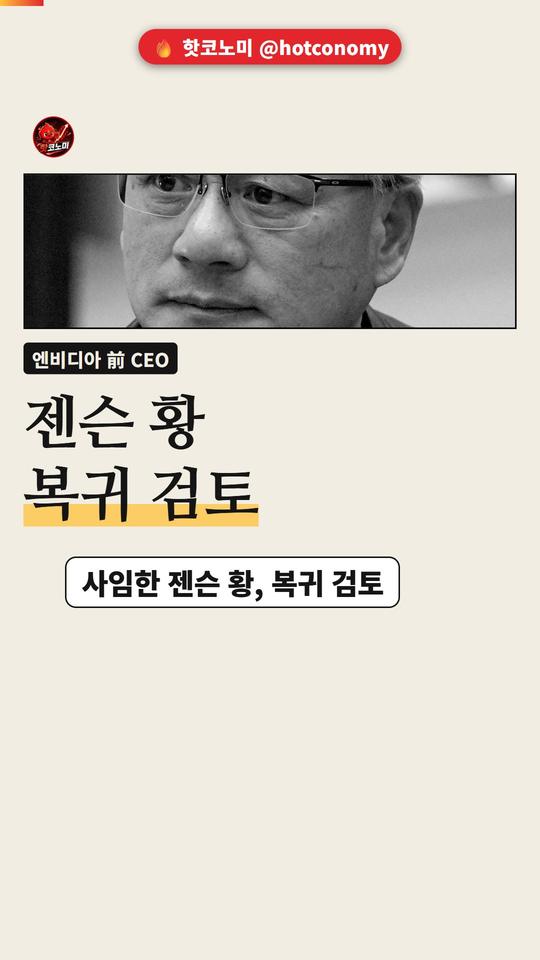 핫코노미 @hotconomy
핫코노미
엔비디아 前 CEO
젠슨 황
복귀 검토
사임한 젠슨 황, 복귀 검토